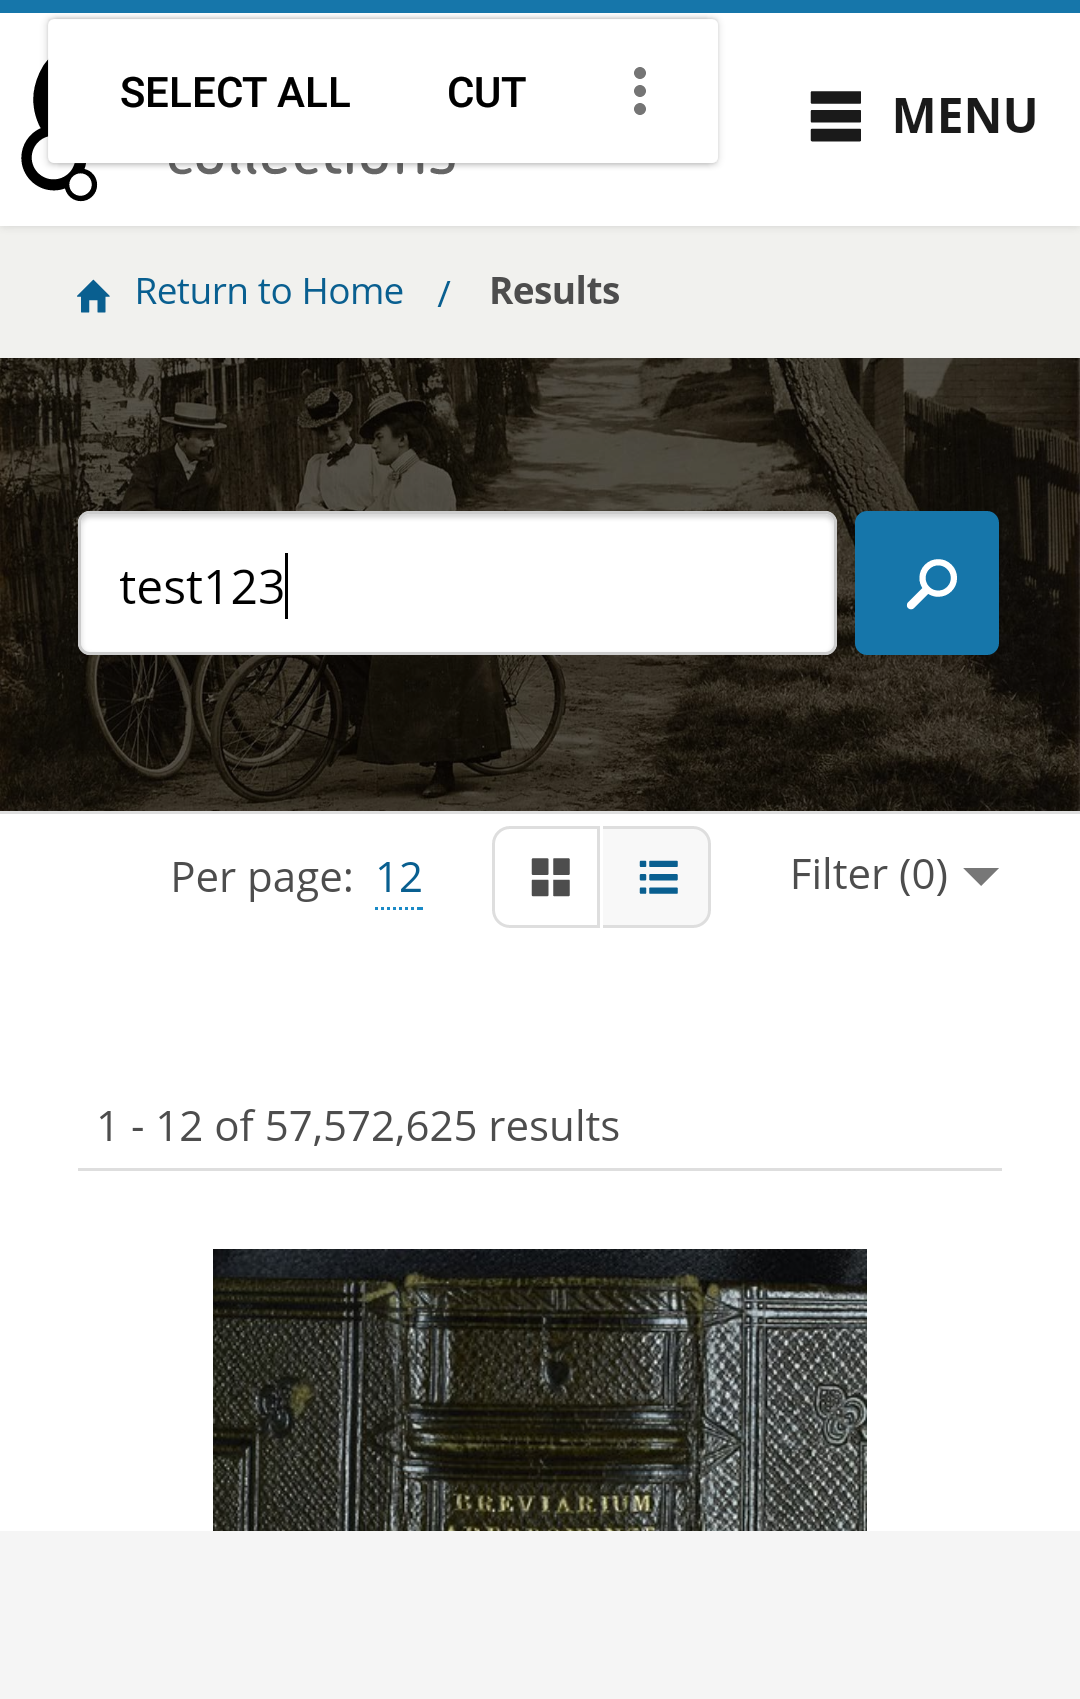 SELECT ALL CUT
collections
MENU
Return to Home / Results
test123
Per page: 12
Filter (0)
1 - 12 of 57,572,625 results
BREVIARIUM